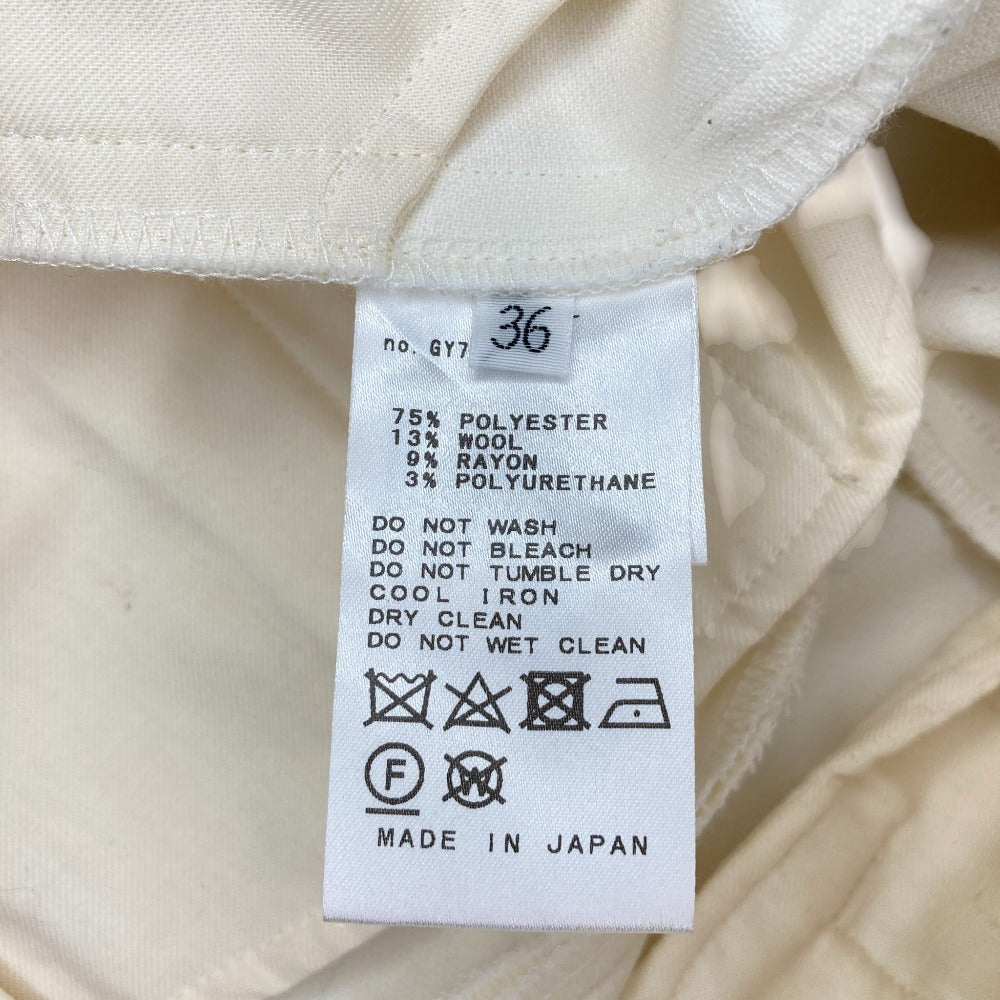 36
no. GY7
75% POLYESTER
13% WOOL
9% RAYON
3% POLYURETHANE
DO NOT WASH
DO NOT BLEACH
DO NOT TUMBLE DRY
COOL IRON
DRY CLEAN
DO NOT WET CLEAN
F W
MADE IN JAPAN